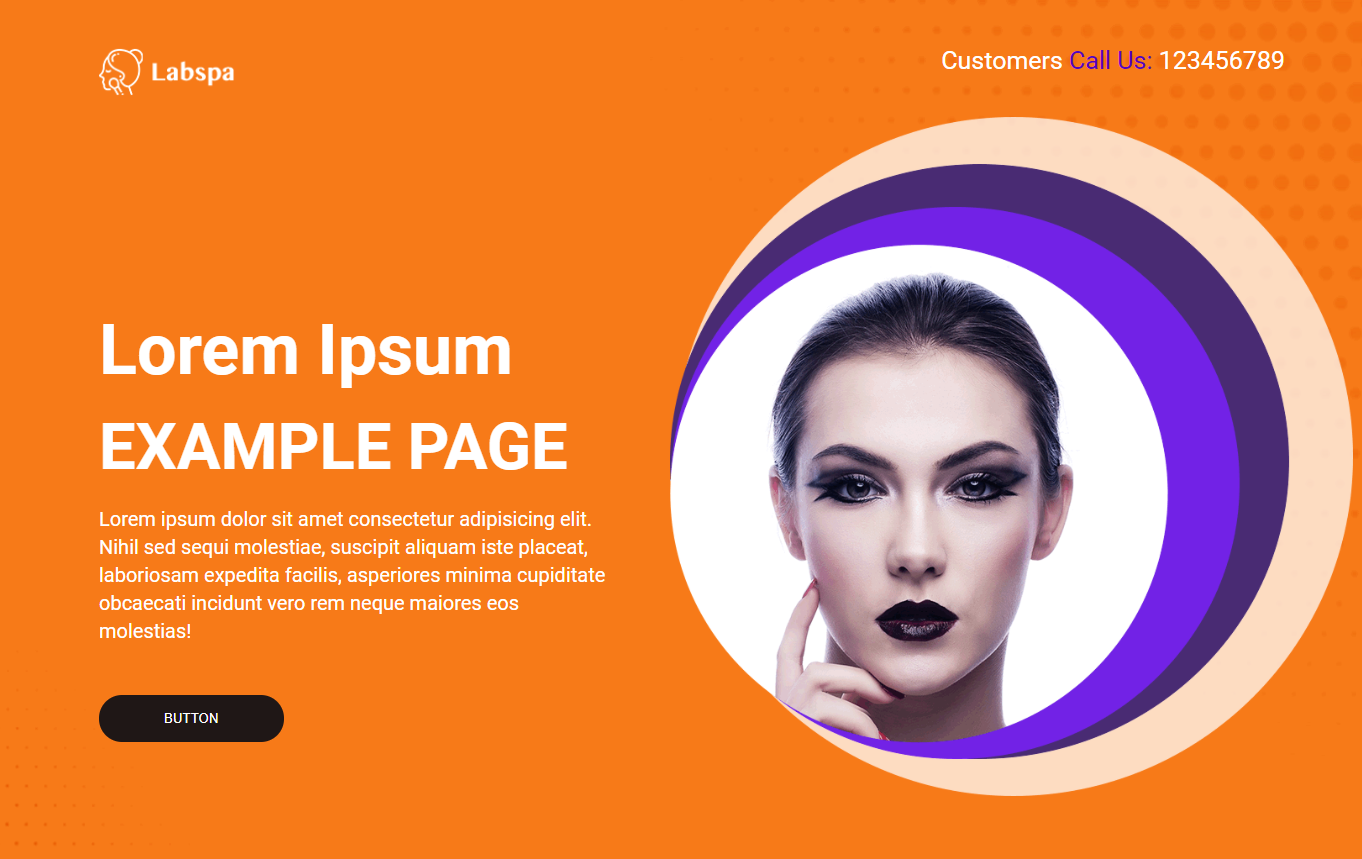 Labspa
Customers Call Us: 123456789
Lorem Ipsum
EXAMPLE PAGE
Lorem ipsum dolor sit amet consectetur adipisicing elit.
Nihil sed sequi molestiae, suscipit aliquam iste placeat,
laboriosam expedita facilis, asperiores minima cupiditate
obcaecati incidunt vero rem neque maiores eos
molestias!
BUTTON